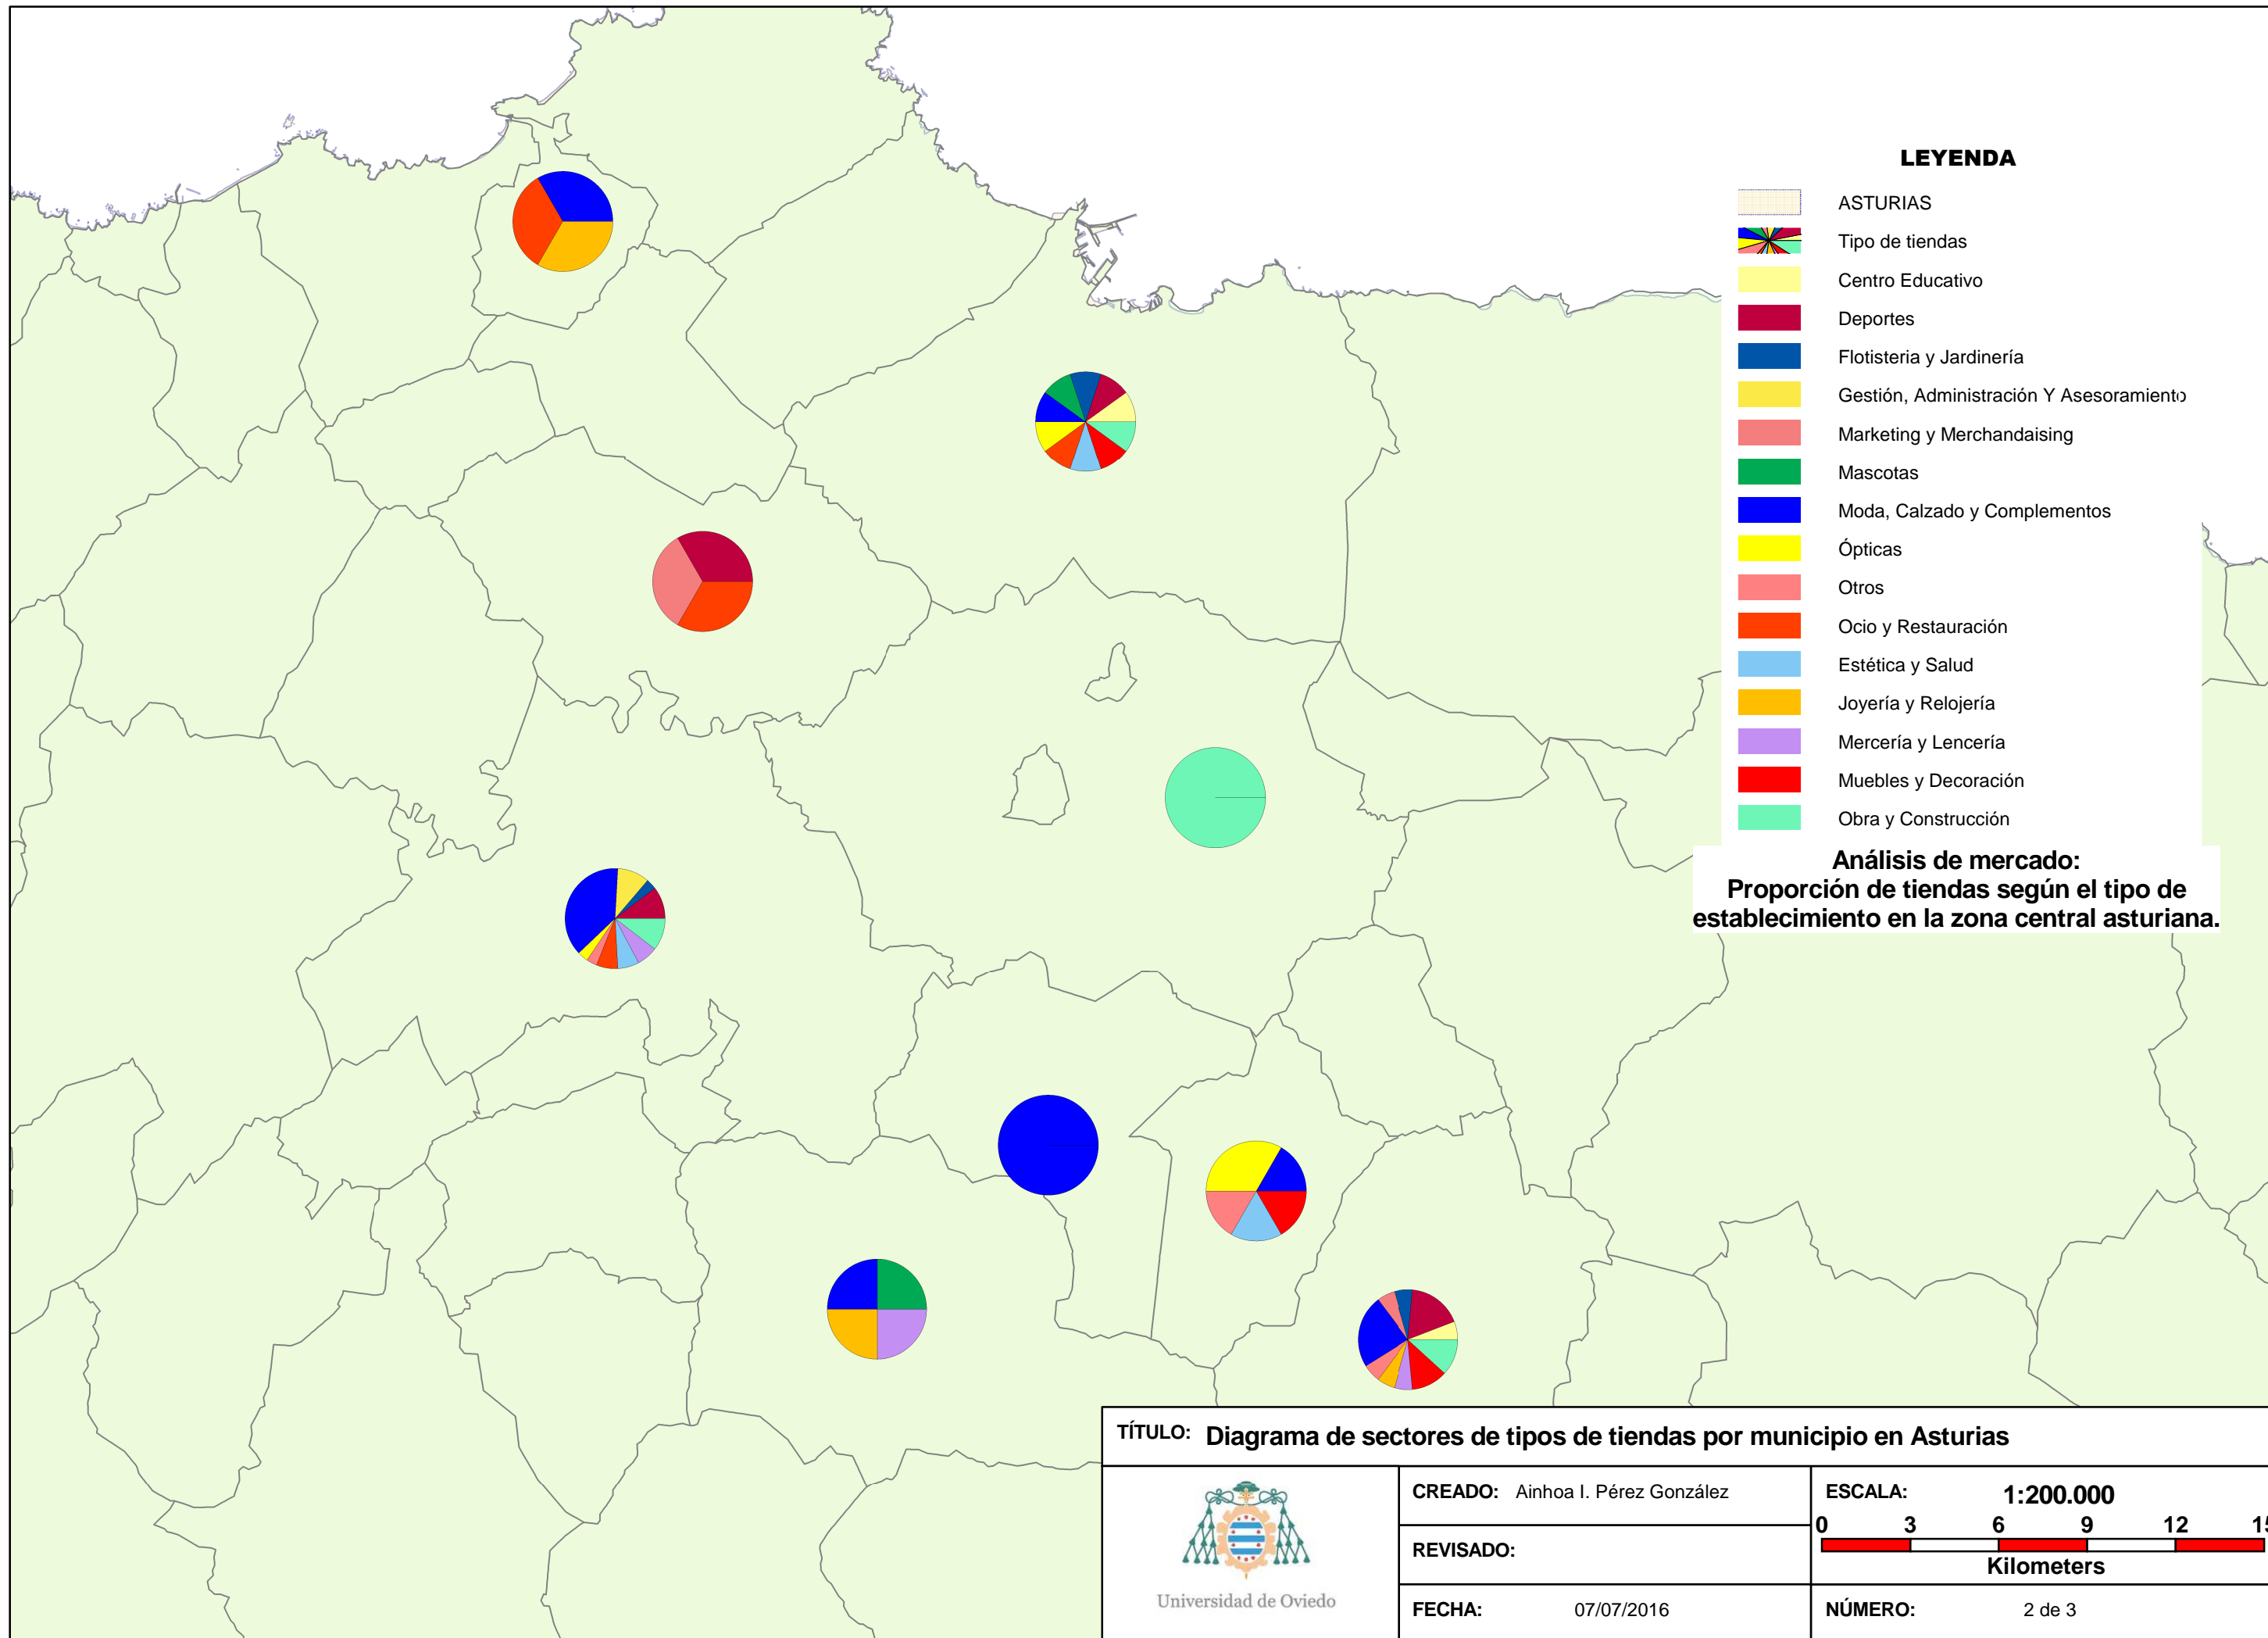 LEYENDA
ASTURIAS
Tipo de tiendas
Centro Educativo
Deportes
Flotisteria y Jardinería
Gestión, Administración Y Asesoramiento
Marketing y Merchandaising
Mascotas
Moda, Calzado y Complementos
Ópticas
Otros
Ocio y Restauración
Estética y Salud
Joyería y Relojería
Mercería y Lencería
Muebles y Decoración
Obra y Construcción
Análisis de mercado:
Proporción de tiendas según el tipo de
establecimiento en la zona central asturiana.
TÍTULO: Diagrama de sectores de tipos de tiendas por municipio en Asturias
Universidad de Oviedo
CREADO: Ainhoa I. Pérez González
REVISADO:
FECHA: 07/07/2016
ESCALA: 1:200.000
0 3 6 9 12 15
Kilometers
NÚMERO: 2 de 3